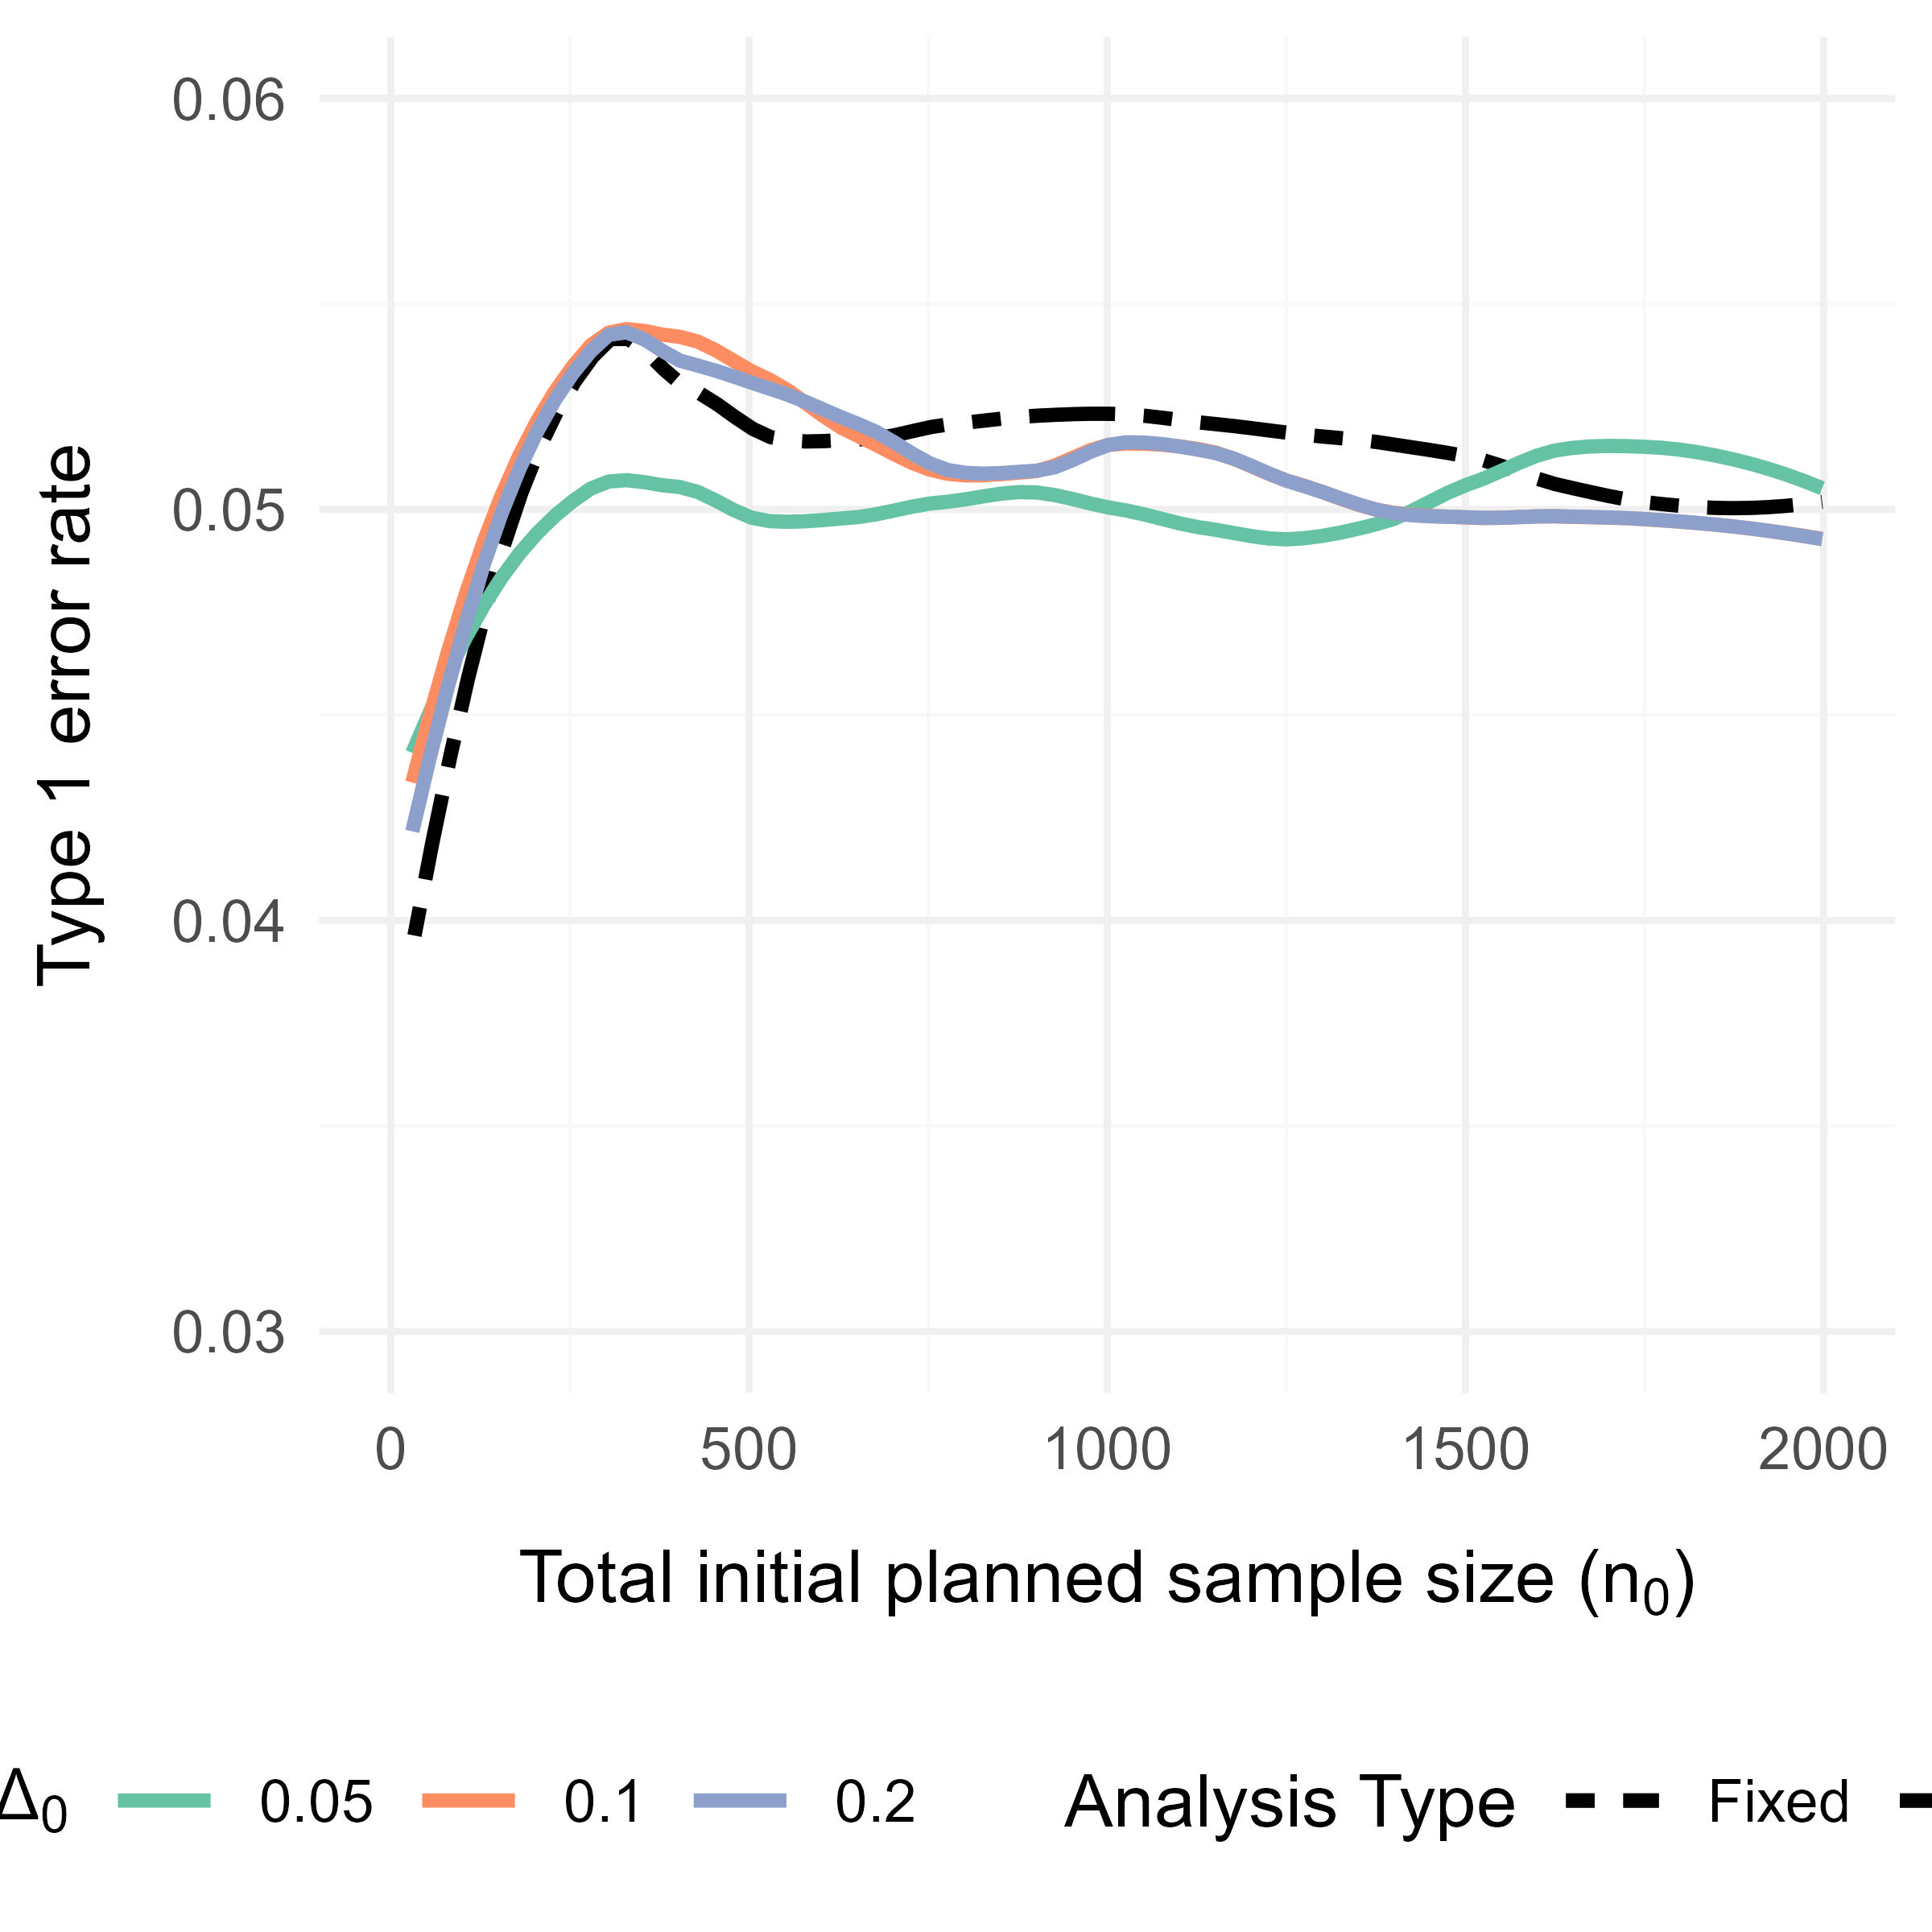 0.06
0.05
0.04
0.03
Type 1 error rate
0 500 1000 1500 2000
Total initial planned sample size (n₀)
Δ₀ 0.05 0.1 0.2 Analysis Type Fixed